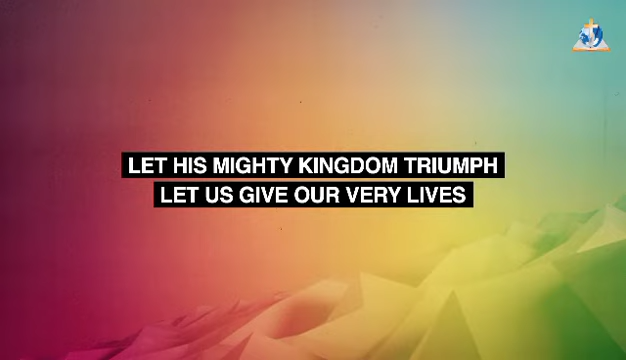 LET HIS MIGHTY KINGDOM TRIUMPH
LET US GIVE OUR VERY LIVES